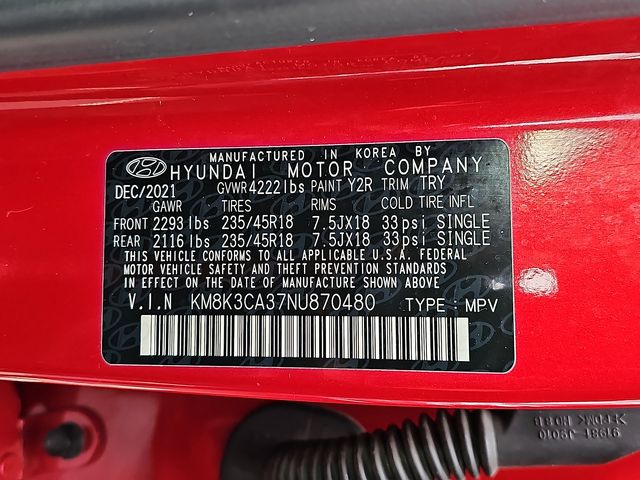 MANUFACTURED IN KOREA BY
HYUNDAI MOTOR COMPANY
DEC/2021 GVWR4222lbs PAINT Y2R TRIM TRY
GAWR TIRES RIMS COLD TIRE INFL
FRONT 2293lbs 235/45R18 7.5JX18 33psi SINGLE
REAR 2116lbs 235/45R18 7.5JX18 33psi SINGLE
THIS VEHICLE CONFORMS TO ALL APPLICABLE U.S.A. FEDERAL
MOTOR VEHICLE SAFETY AND THEFT PREVENTION STANDARDS
IN EFFECT ON THE DATE OF MANUFACTURE SHOWN ABOVE.
V.I.N KM8K3CA37NU870480 TYPE: MPV